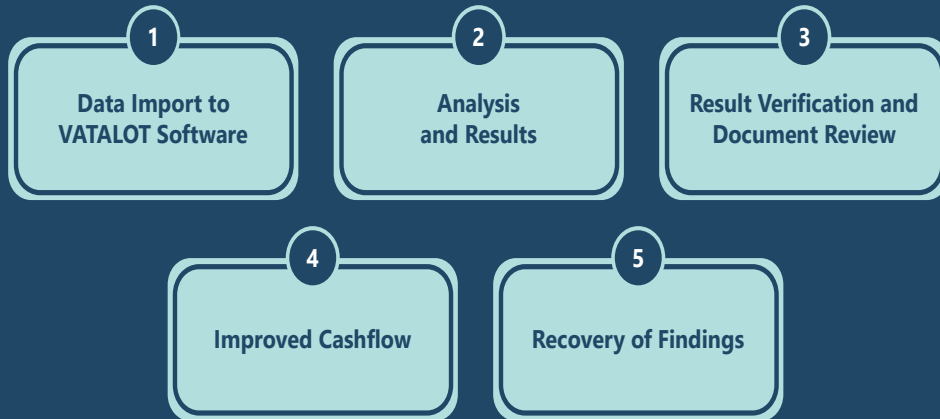 1
Data Import to
VATALOT Software
2
Analysis
and Results
3
Result Verification and
Document Review
4
Improved Cashflow
5
Recovery of Findings